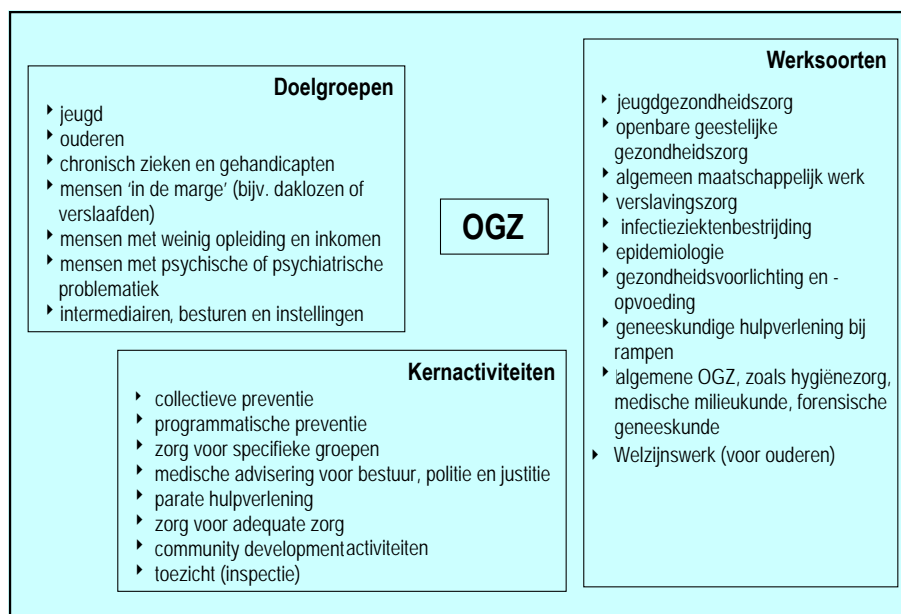 Doelgroepen
‣ jeugd
‣ ouderen
‣ chronisch zieken en gehandicapten
‣ mensen ‘in de marge’ (bijv. daklozen of
verslaafden)
‣ mensen met weinig opleiding en inkomen
‣ mensen met psychische of psychiatrische
problematiek
‣ intermediairen, besturen en instellingen
OGZ
Werksoorten
‣ jeugdgezondheidszorg
‣ openbare geestelijke
gezondheidszorg
‣ algemeen maatschappelijk werk
‣ verslavingszorg
‣ infectieziektenbestrijding
‣ epidemiologie
‣ gezondheidsvoorlichting en -
opvoeding
‣ geneeskundige hulpverlening bij
rampen
‣ algemene OGZ, zoals hygiënezorg,
medische milieukunde, forensische
geneeskunde
‣ Welzijnswerk (voor ouderen)
Kernactiviteiten
‣ collectieve preventie
‣ programmatische preventie
‣ zorg voor specifieke groepen
‣ medische advisering voor bestuur, politie en justitie
‣ parate hulpverlening
‣ zorg voor adequate zorg
‣ community developmentactiviteiten
‣ toezicht (inspectie)